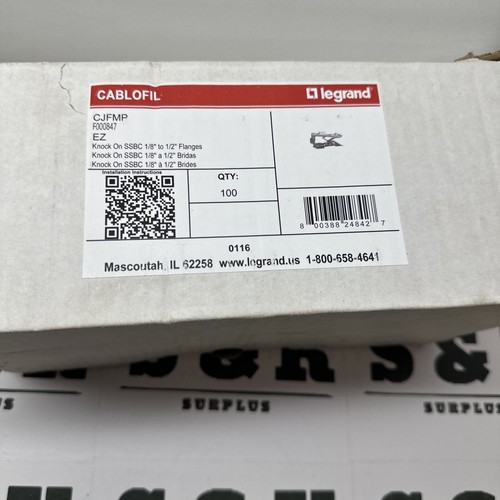 CABLOFIL
legrand
CJFMP
F000847
EZ
Knock On SSBC 1/8" to 1/2" Flanges
Knock On SSBC 1/8" a 1/2" Bridas
Knock On SSBC 1/8" à 1/2" Brides
Installation Instructions
QTY:
100
8 00388 24842 7
0116
Mascoutah, IL 62258 www.legrand.us 1-800-658-4641
S&R S&
SURPLUS SURPLUS